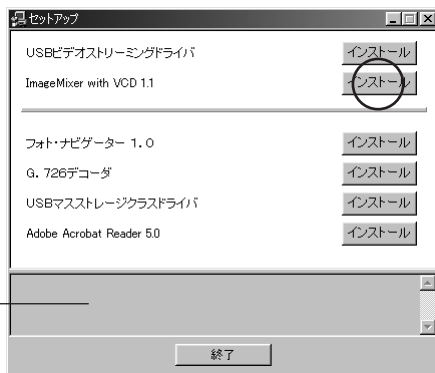 セットアップ
USBビデオストリーミングドライバ インストール
ImageMixer with VCD 1.1 インストール
フォト・ナビゲーター 1.0 インストール
G. 726デコーダ インストール
USBマスストレージクラスドライバ インストール
Adobe Acrobat Reader 5.0 インストール
終了